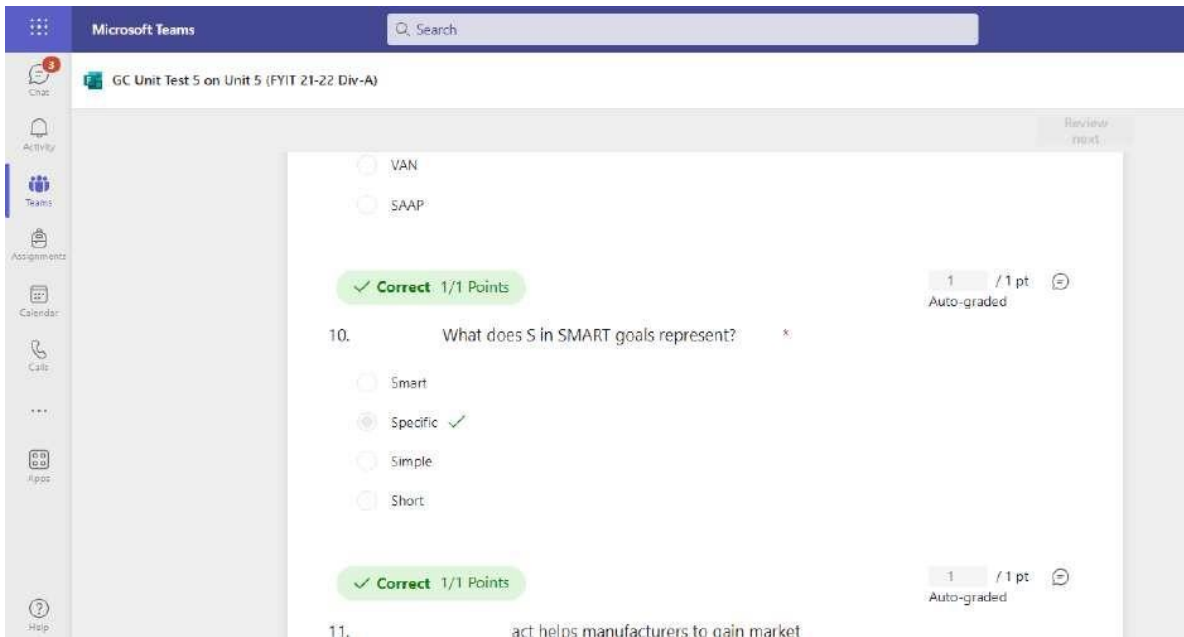 Microsoft Teams
Search
3
Chat
GC Unit Test 5 on Unit 5 (FYIT 21-22 Div-A)
Activity
Teams
Assignments
Calendar
Calls
...
Apps
Help
Review
next
VAN
SAAP
Correct 1/1 Points
1 / 1 pt
Auto-graded
10. What does S in SMART goals represent? *
Smart
Specific
Simple
Short
Correct 1/1 Points
1 / 1 pt
Auto-graded
11. act helps manufacturers to gain market